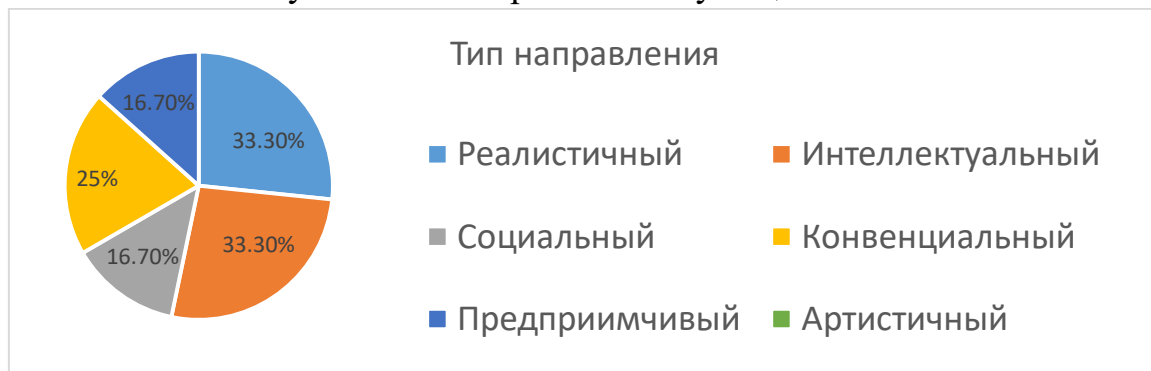 Тип направления
16.70%
33.30%
25%
16.70%
33.30%
Реалистичный
Интеллектуальный
Социальный
Конвенциальный
Предприимчивый
Артистичный